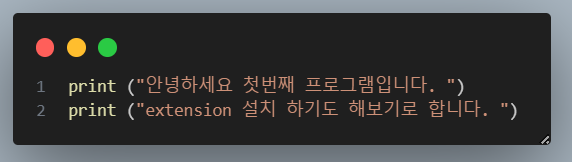 1 print ("안녕하세요 첫번째 프로그램입니다. ")
2 print ("extension 설치 하기도 해보기로 합니다. ")